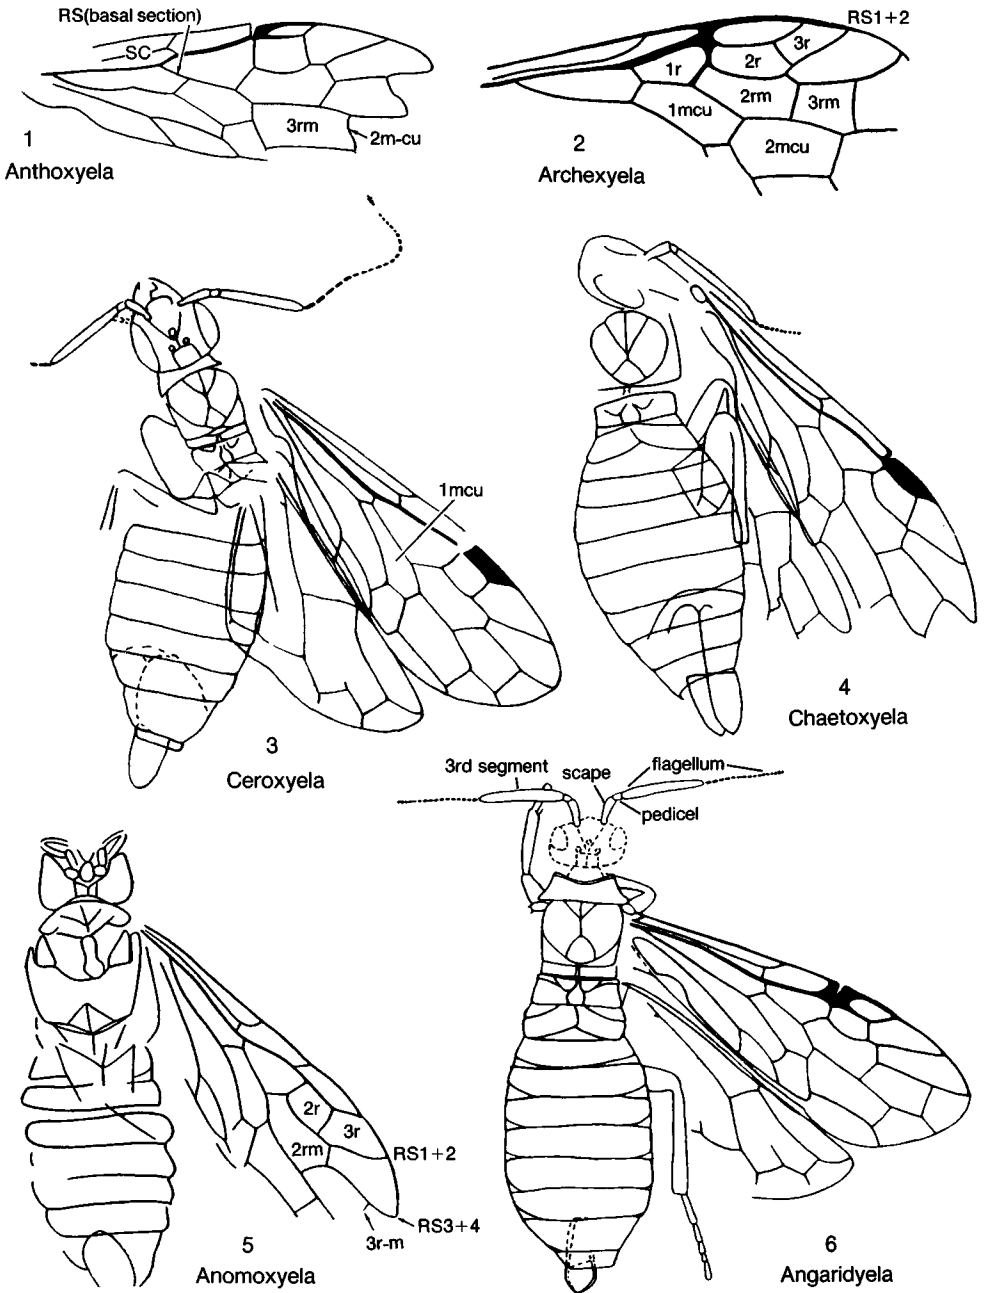 RS(basal section)
SC
3rm
2m-cu
1
Anthoxyela
RS1+2
3r
2r
1r
2rm
3rm
1mcu
2mcu
2
Archexyela
1mcu
3
Ceroxyela
4
Chaetoxyela
3rd segment
scape
flagellum
pedicel
2r
3r
2rm
RS1+2
RS3+4
3r-m
5
Anomoxyela
6
Angaridyela